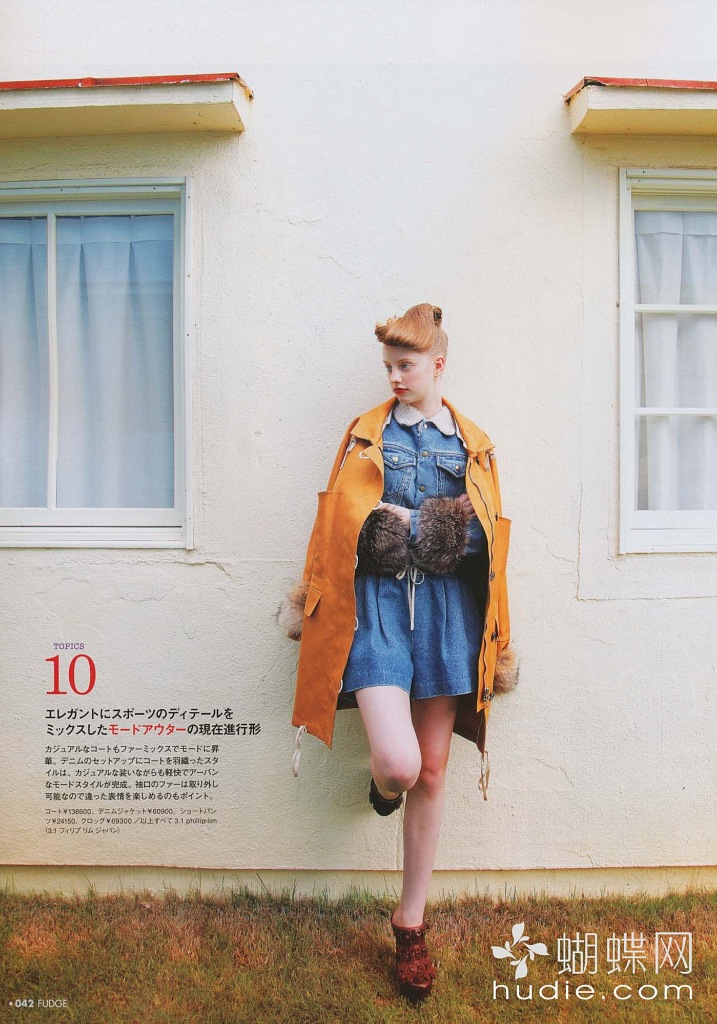 TOPICS
10
エレガントにスポーツのディテールを
ミックスしたモードアウターの現在進行形
カジュアルなコートもファーミックスでモードに昇
華。デニムのセットアップにコートを羽織ったスタ
イルは、カジュアルな装いながらも軽快でアーバン
なモードスタイルが完成。袖口のファーは取り外し
可能なので違った表情を楽しめるのもポイント。
コート¥138600、デニムジャケット¥60900、ショートパン
ツ¥24150、クロッグ¥69300／以上すべて3.1 phillip lim
（3.1 フィリップ リム ジャパン）
蝴蝶网
hudie.com
042 FUDGE